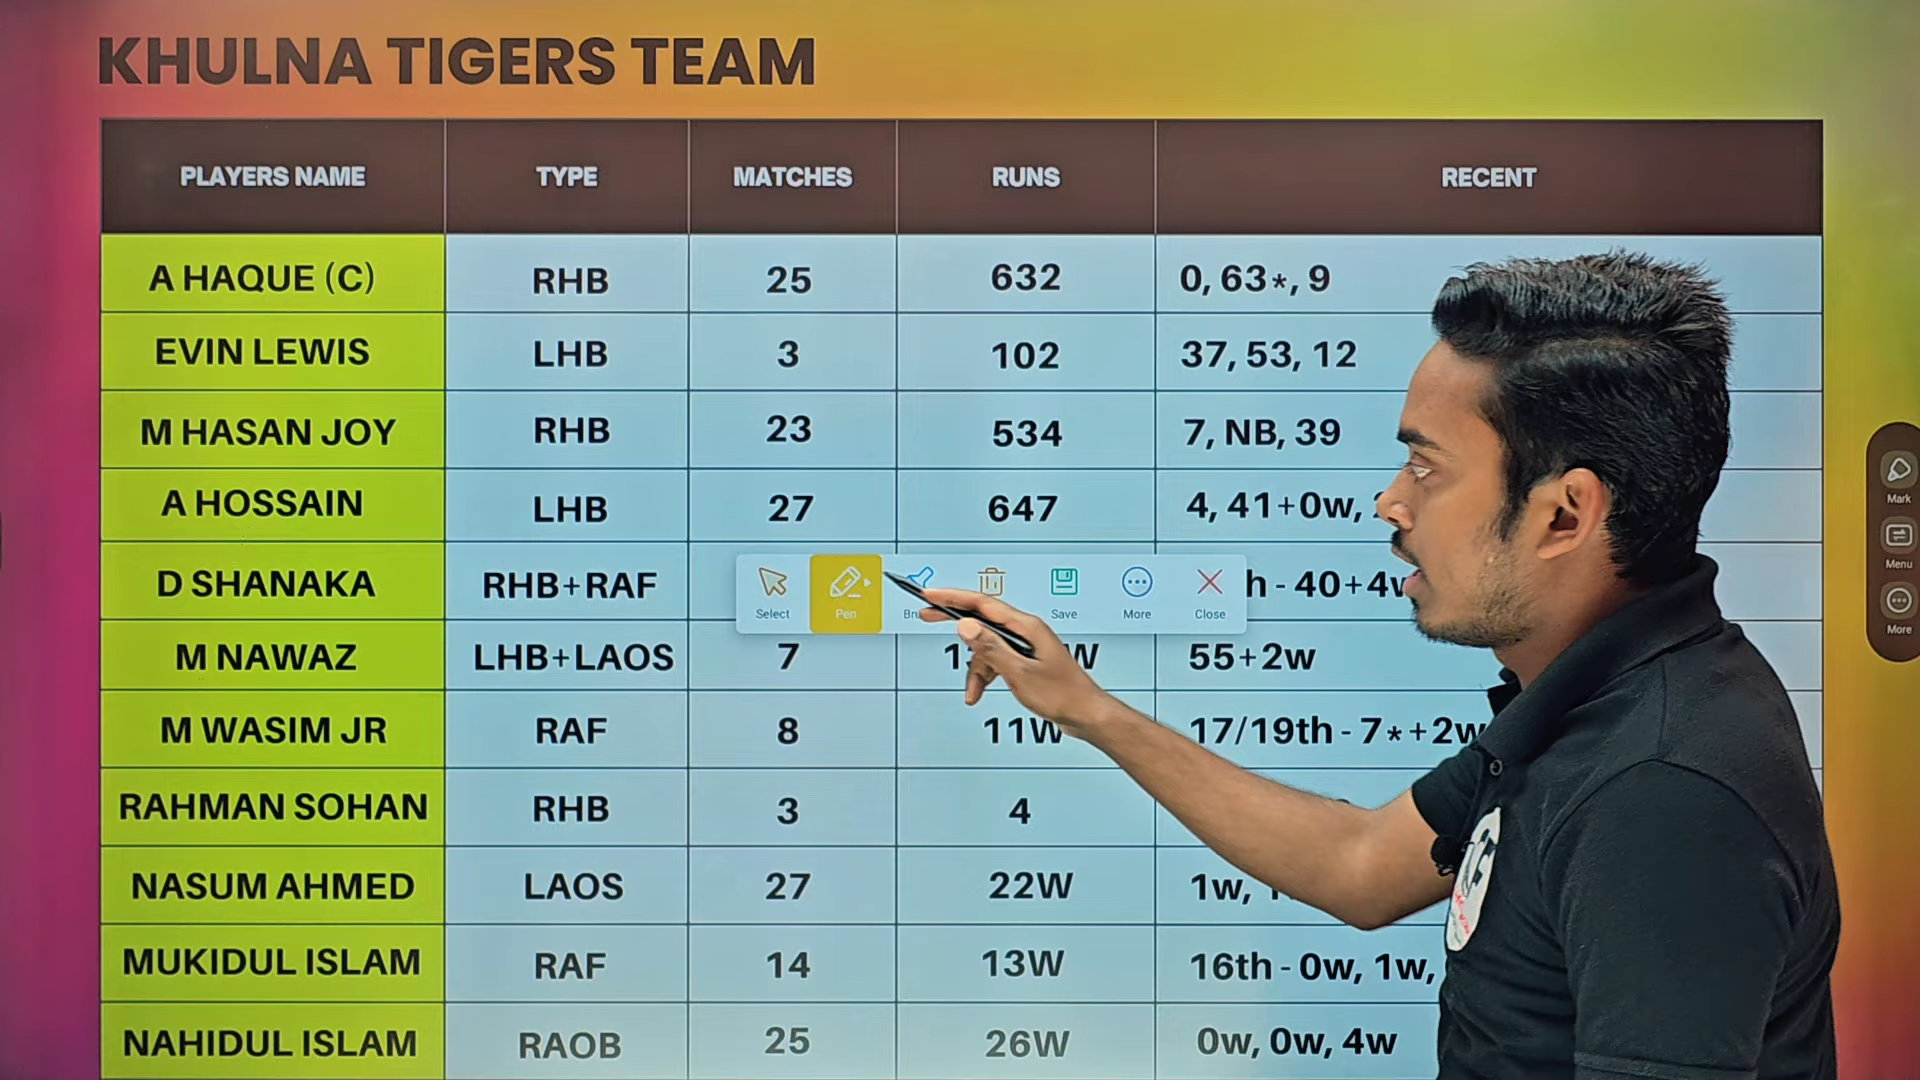 KHULNA TIGERS TEAM
PLAYERS NAME TYPE MATCHES RUNS RECENT
A HAQUE (C) RHB 25 632 0, 63*, 9
EVIN LEWIS LHB 3 102 37, 53, 12
M HASAN JOY RHB 23 534 7, NB, 39
A HOSSAIN LHB 27 647 4, 41+0w,
D SHANAKA RHB+RAF - 40+4w
Select Pen Save More Close
M NAWAZ LHB+LAOS 7 55+2w
M WASIM JR RAF 8 11W 17/19th - 7*+2w
RAHMAN SOHAN RHB 3 4
NASUM AHMED LAOS 27 22W 1w,
MUKIDUL ISLAM RAF 14 13W 16th - 0w, 1w,
NAHIDUL ISLAM RAOB 25 26W 0w, 0w, 4w
Mark
Menu
More